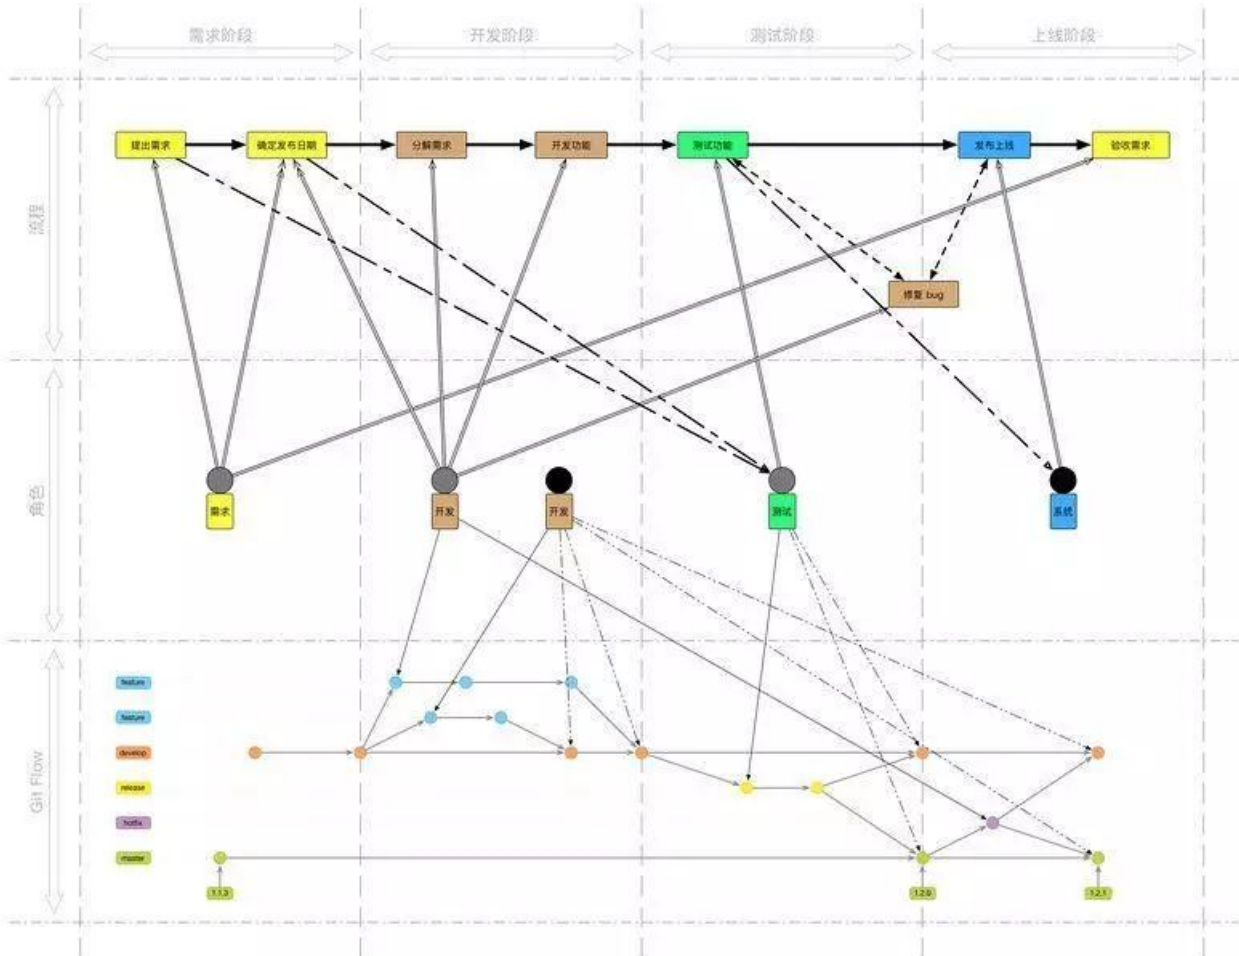 需求阶段 开发阶段 测试阶段 上线阶段
流程
提出需求 确定发布日期 分解需求 开发功能 测试功能 发布上线 验收需求
修复 bug
角色
需求 开发 开发 测试 系统
Git Flow
feature
feature
develop
release
hotfix
master
1.1.3 1.2.0 1.2.1